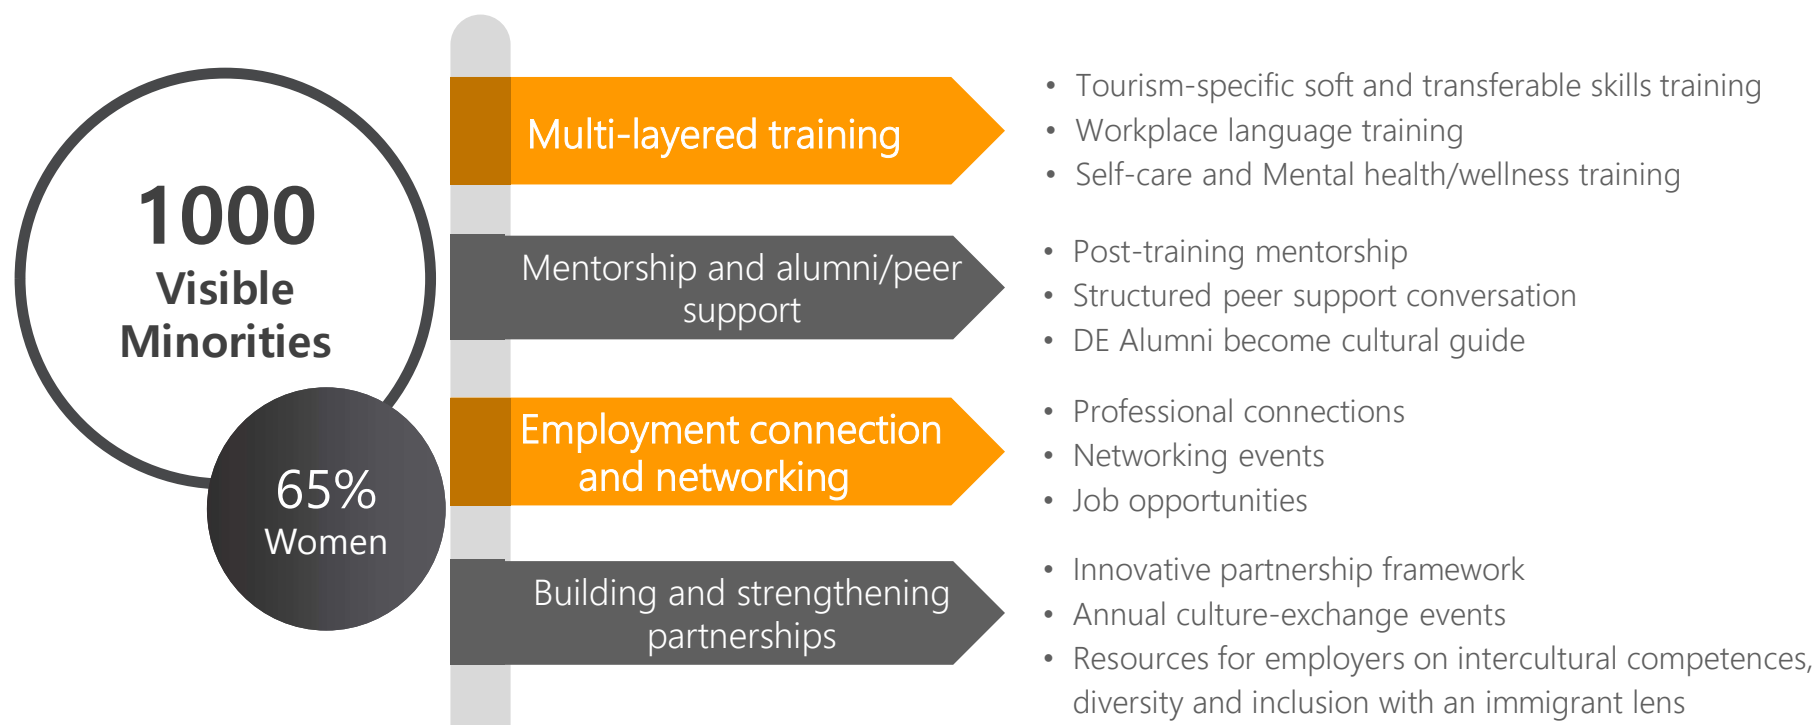 1000
Visible
Minorities
65%
Women
Multi-layered training
• Tourism-specific soft and transferable skills training
• Workplace language training
• Self-care and Mental health/wellness training
Mentorship and alumni/peer
support
• Post-training mentorship
• Structured peer support conversation
• DE Alumni become cultural guide
Employment connection
and networking
• Professional connections
• Networking events
• Job opportunities
Building and strengthening
partnerships
• Innovative partnership framework
• Annual culture-exchange events
• Resources for employers on intercultural competences,
diversity and inclusion with an immigrant lens